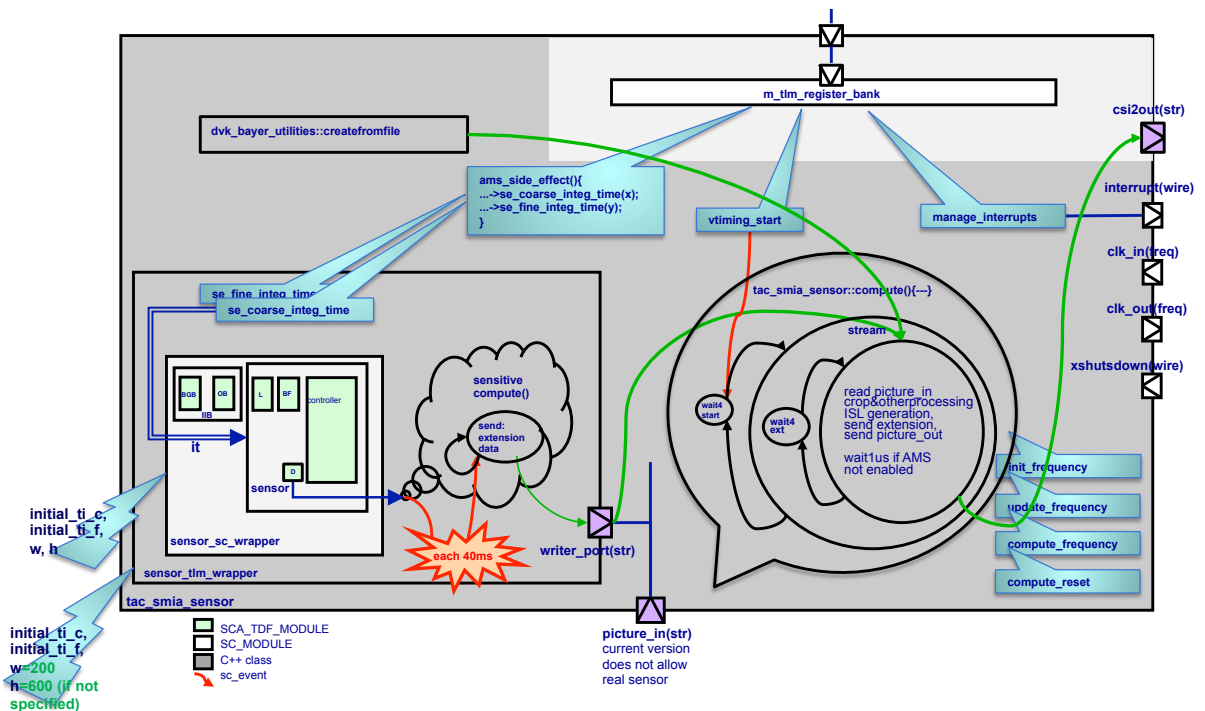 m_tlm_register_bank
csi2out(str)
dvk_bayer_utilities::createfromfile
ams_side_effect(){
...->se_coarse_integ_time(x);
...->se_fine_integ_time(y);
}
vtiming_start
manage_interrupts
interrupt(wire)
clk_in(freq)
clk_out(freq)
xshutsdown(wire)
se_fine_integ_time
se_coarse_integ_time
tac_smia_sensor::compute(){---}
stream
wait4
start
wait4
ext
read picture_in
crop&otherprocessing
ISL generation,
send extension,
send picture_out
wait1us if AMS
not enabled
init_frequency
update_frequency
compute_frequency
compute_reset
BGB
OB
IIB
L
BF
controller
D
sensor
it
sensitive
compute()
send:
extension
data
each 40ms
writer_port(str)
sensor_sc_wrapper
sensor_tlm_wrapper
tac_smia_sensor
initial_ti_c,
initial_ti_f,
w, h
initial_ti_c,
initial_ti_f,
w=200
h=600 (if not
specified)
SCA_TDF_MODULE
SC_MODULE
C++ class
sc_event
picture_in(str)
current version
does not allow
real sensor